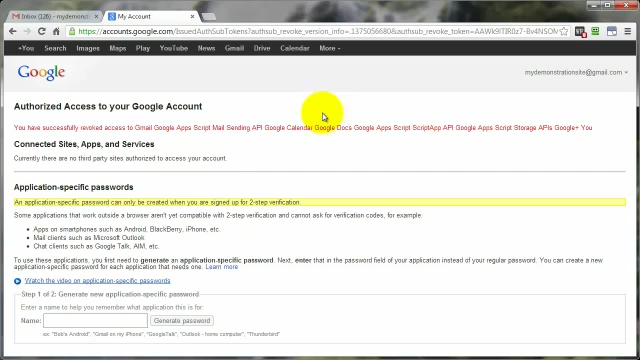 Inbox (126) - mydemonstrati
My Account
https://accounts.google.com/IssuedAuthSubTokens?authsub_revoke_version_info=
+You Search Images Maps Play YouTube News Gmail Drive Calendar More
Google
mydemonstrationsite@gmail.com
Authorized Access to your Google Account
You have successfully revoked access to Gmail Google Apps Script Mail Sending API Google Calendar Google Docs Google Apps Script ScriptApp API Google Apps Script Storage APIs Google+ You
Connected Sites, Apps, and Services
Currently there are no third party sites authorized to access your account.
Application-specific passwords
An application-specific password can only be created when you are signed up for 2-step verification.
Some applications that work outside a browser aren't yet compatible with 2-step verification and cannot ask for verification codes, for example:
• Apps on smartphones such as Android, BlackBerry, iPhone, etc.
• Mail clients such as Microsoft Outlook
• Chat clients such as Google Talk, AIM, etc.
To use these applications, you first need to generate an application-specific password. Next, enter that in the password field of your application instead of your regular password. You can create a new
application-specific password for each application that needs one. Learn more
Watch the video on application-specific passwords
Step 1 of 2: Generate new application-specific password
Enter a name to help you remember what application this is for:
Name: Generate password
ex: "Bob's Android", "Gmail on my iPhone", "GoogleTalk", "Outlook - home computer", "Thunderbird"